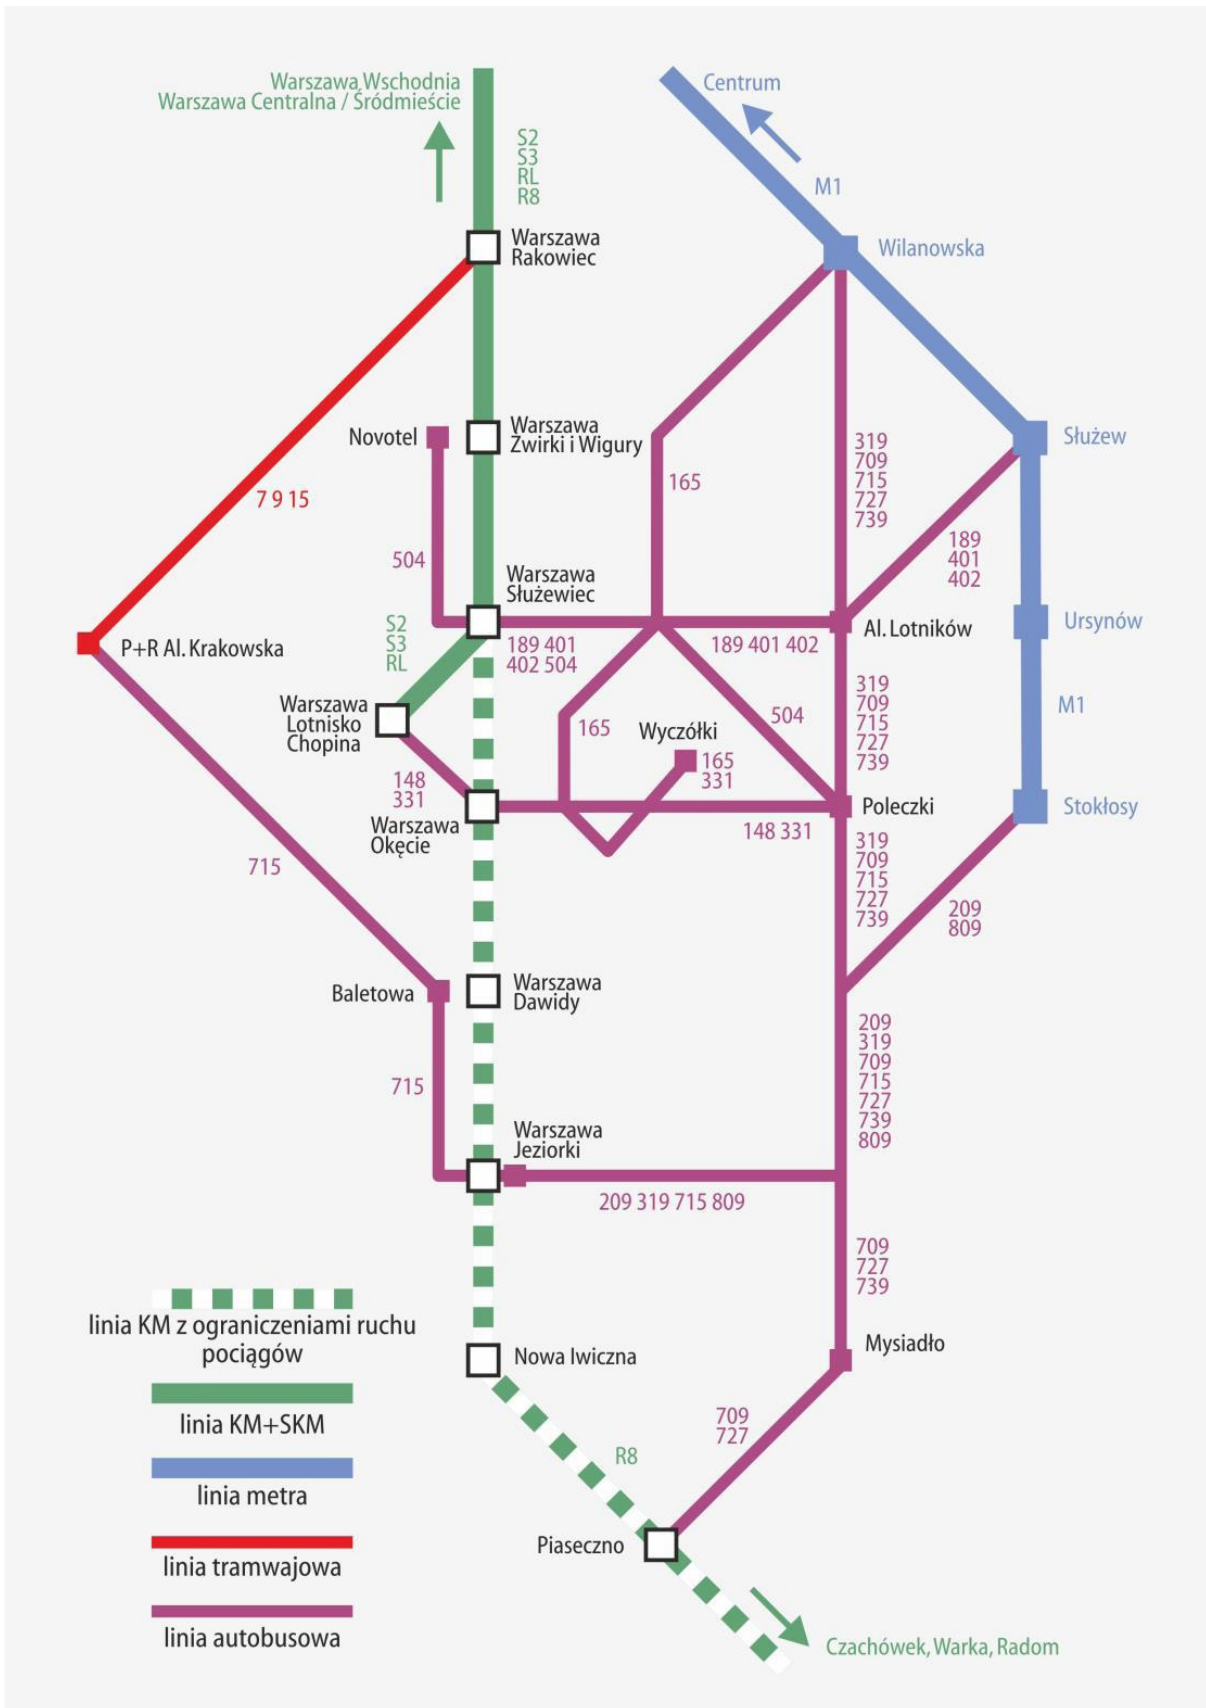 Warszawa Wschodnia
Warszawa Centralna / Śródmieście
S2
S3
RL
R8
Centrum
M1
Warszawa
Rakowiec
Wilanowska
Novotel
Warszawa
Żwirki i Wigury
Służew
7 9 15
165
319
709
715
727
739
504
189
401
402
Warszawa
Służewiec
S2
S3
RL
P+R Al. Krakowska
189 401
402 504
189 401 402
Al. Lotników
Ursynów
Warszawa
Lotnisko
Chopina
165
Wyczółki
165
331
504
319
709
715
727
739
M1
148
331
Warszawa
Okęcie
148 331
Poleczki
Stokłosy
715
319
709
715
727
739
209
809
Baletowa
Warszawa
Dawidy
209
319
709
715
727
739
809
715
Warszawa
Jeziorki
209 319 715 809
709
727
739
linia KM z ograniczeniami ruchu
pociągów
Nowa Iwiczna
Mysiadło
linia KM+SKM
709
727
R8
linia metra
Piaseczno
linia tramwajowa
linia autobusowa
Czachówek, Warka, Radom